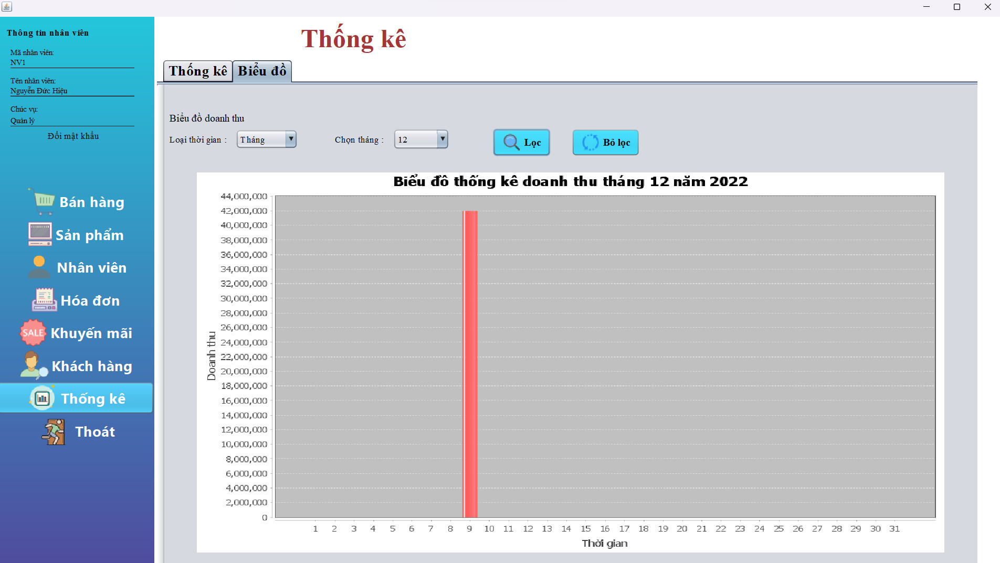 Thông tin nhân viên
Mã nhân viên:
NV1
Tên nhân viên:
Nguyễn Đức Hiệu
Chúc vụ:
Quản lý
Đổi mật khẩu
Bán hàng
Sản phẩm
Nhân viên
Hóa đơn
SALE Khuyến mãi
Khách hàng
Thống kê
Thoát
Thống kê
Thống kê Biểu đồ
Biểu đồ doanh thu
Loại thời gian : Tháng Chọn tháng : 12 Lọc Bỏ lọc
Biểu đồ thống kê doanh thu tháng 12 năm 2022
44,000,000
42,000,000
40,000,000
38,000,000
36,000,000
34,000,000
32,000,000
30,000,000
28,000,000
26,000,000
24,000,000
22,000,000
20,000,000
18,000,000
16,000,000
14,000,000
12,000,000
10,000,000
8,000,000
6,000,000
4,000,000
2,000,000
0
Doanh thu
1 2 3 4 5 6 7 8 9 10 11 12 13 14 15 16 17 18 19 20 21 22 23 24 25 26 27 28 29 30 31
Thời gian